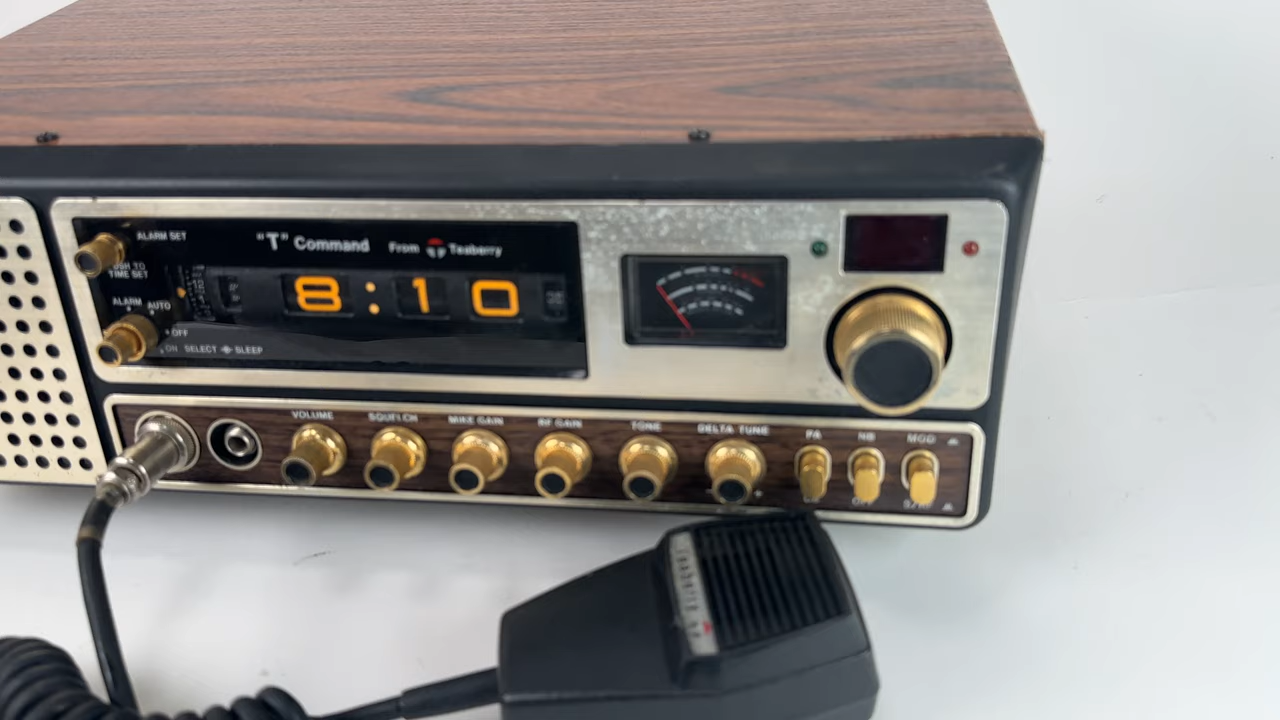 ALARM SET
"T" Command From Teaberry
PUSH TO
TIME SET
8:10
ALARM AUTO
OFF
ON SELECT SLEEP
VOLUME SQUELCH MIKE GAIN RF GAIN TONE DELTA TUNE PA NB MOD
- +
OFF